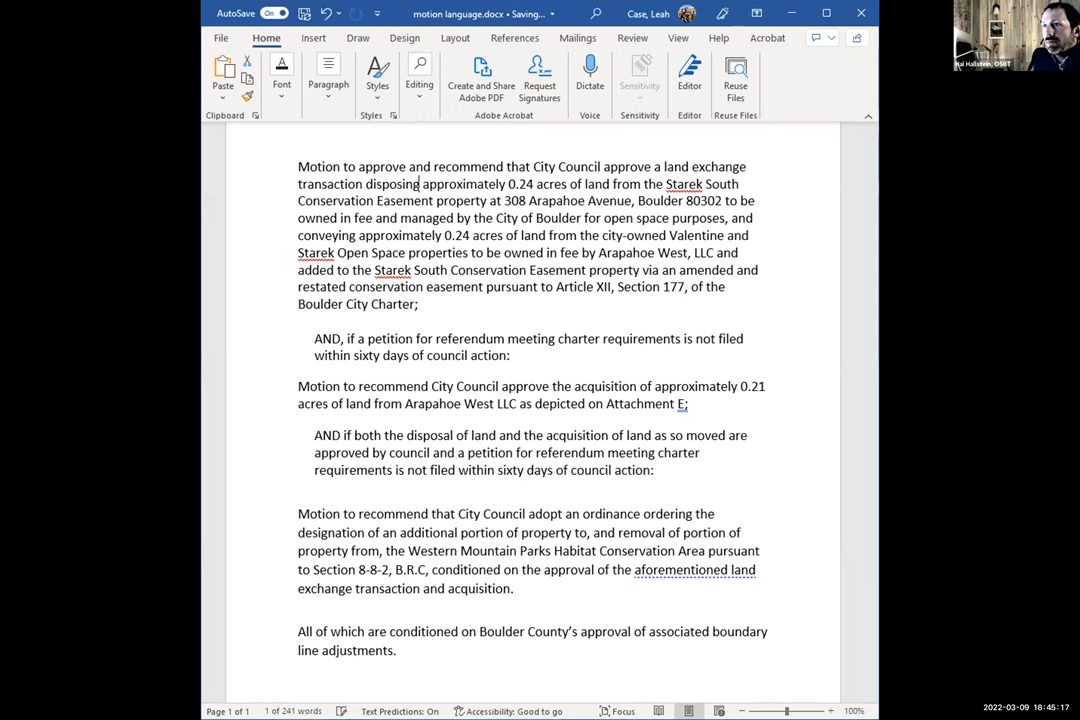 AutoSave On motion language.docx • Saving... Case, Leah
File Home Insert Draw Design Layout References Mailings Review View Help Acrobat
Paste Font Paragraph Styles Editing Create and Share Adobe PDF Request Signatures Dictate Sensitivity Editor Reuse Files
Clipboard Styles Adobe Acrobat Voice Sensitivity Editor Reuse Files
Hal Hallstein, OSBT
Motion to approve and recommend that City Council approve a land exchange
transaction disposing approximately 0.24 acres of land from the Starek South
Conservation Easement property at 308 Arapahoe Avenue, Boulder 80302 to be
owned in fee and managed by the City of Boulder for open space purposes, and
conveying approximately 0.24 acres of land from the city-owned Valentine and
Starek Open Space properties to be owned in fee by Arapahoe West, LLC and
added to the Starek South Conservation Easement property via an amended and
restated conservation easement pursuant to Article XII, Section 177, of the
Boulder City Charter;
AND, if a petition for referendum meeting charter requirements is not filed
within sixty days of council action:
Motion to recommend City Council approve the acquisition of approximately 0.21
acres of land from Arapahoe West LLC as depicted on Attachment E;
AND if both the disposal of land and the acquisition of land as so moved are
approved by council and a petition for referendum meeting charter
requirements is not filed within sixty days of council action:
Motion to recommend that City Council adopt an ordinance ordering the
designation of an additional portion of property to, and removal of portion of
property from, the Western Mountain Parks Habitat Conservation Area pursuant
to Section 8-8-2, B.R.C, conditioned on the approval of the aforementioned land
exchange transaction and acquisition.
All of which are conditioned on Boulder County's approval of associated boundary
line adjustments.
Page 1 of 1 1 of 241 words Text Predictions: On Accessibility: Good to go Focus 100%
2022-03-09 18:45:17